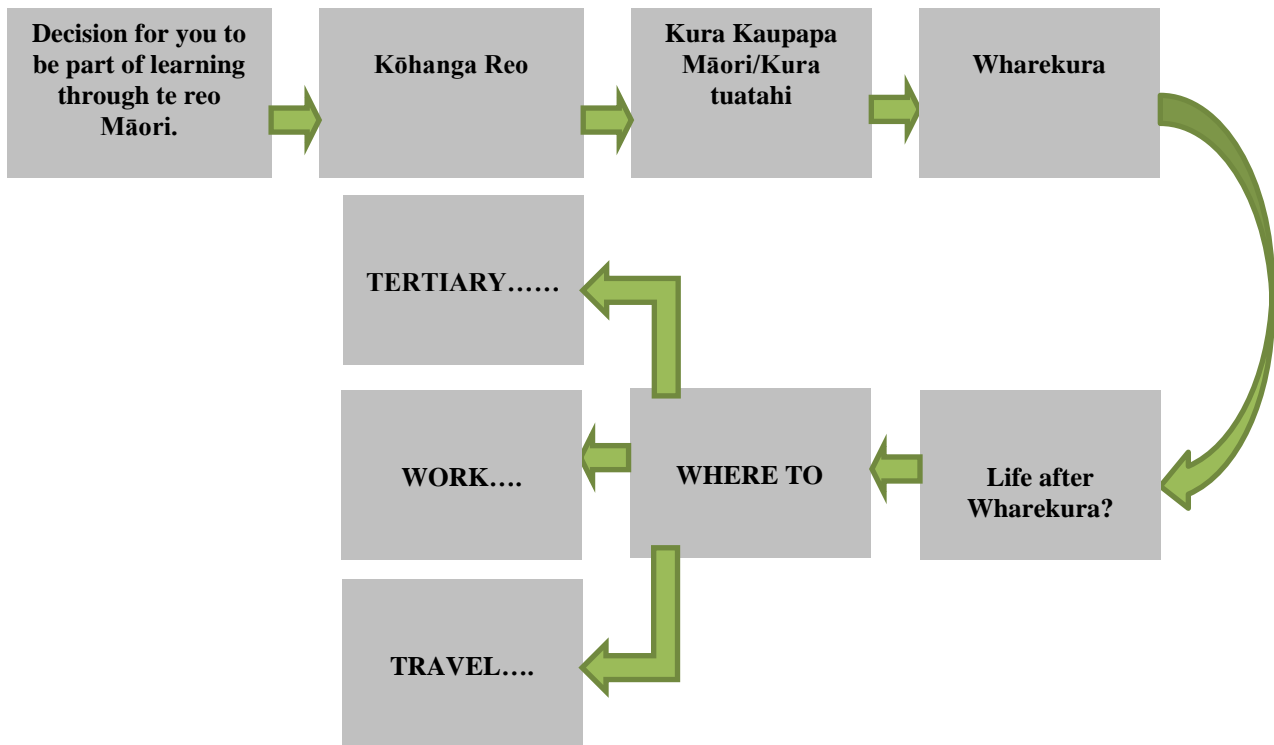 Decision for you to
be part of learning
through te reo
Māori.
Kōhanga Reo
Kura Kaupapa
Māori/Kura
tuatahi
Wharekura
Life after
Wharekura?
WHERE TO
TERTIARY……
WORK….
TRAVEL….